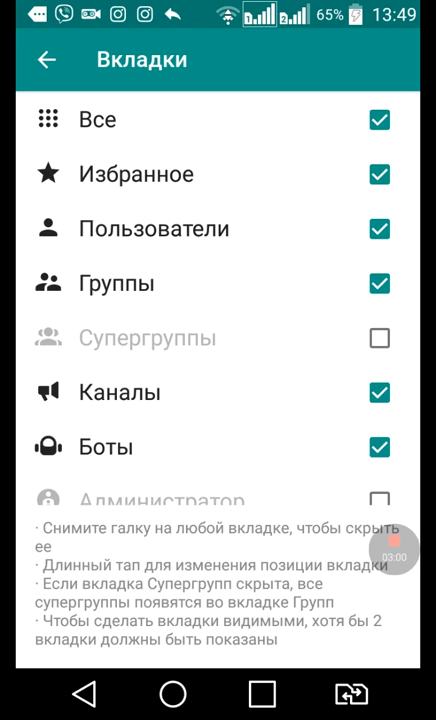 65% 13:49
Вкладки
Все
Избранное
Пользователи
Группы
Супергруппы
Каналы
Боты
Администратор
· Снимите галку на любой вкладке, чтобы скрыть
ее
· Длинный тап для изменения позиции вкладки
· Если вкладка Супергрупп скрыта, все
супергруппы появятся во вкладке Групп
· Чтобы сделать вкладки видимыми, хотя бы 2
вкладки должны быть показаны
03:00